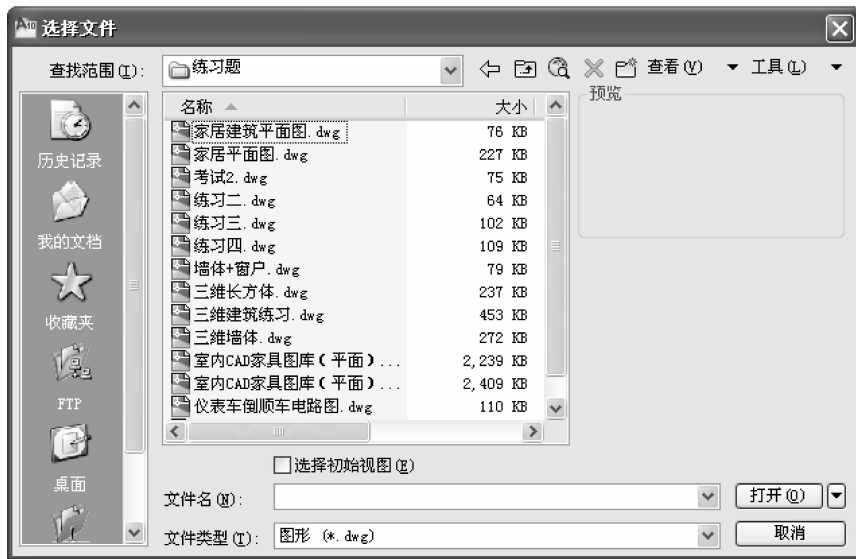 选择文件
查找范围(I): 练习题 查看(V) 工具(L)
名称 大小 预览
家居建筑平面图.dwg 76 KB
家居平面图.dwg 227 KB
考试2.dwg 75 KB
练习二.dwg 64 KB
练习三.dwg 102 KB
练习四.dwg 109 KB
墙体+窗户.dwg 79 KB
三维长方体.dwg 237 KB
三维建筑练习.dwg 453 KB
三维墙体.dwg 272 KB
室内CAD家具图库(平面)... 2,239 KB
室内CAD家具图库(平面)... 2,409 KB
仪表车倒顺车电路图.dwg 110 KB
历史记录
我的文档
收藏夹
FTP
桌面
选择初始视图(E)
文件名(N): 打开(O)
文件类型(T): 图形 (*.dwg) 取消